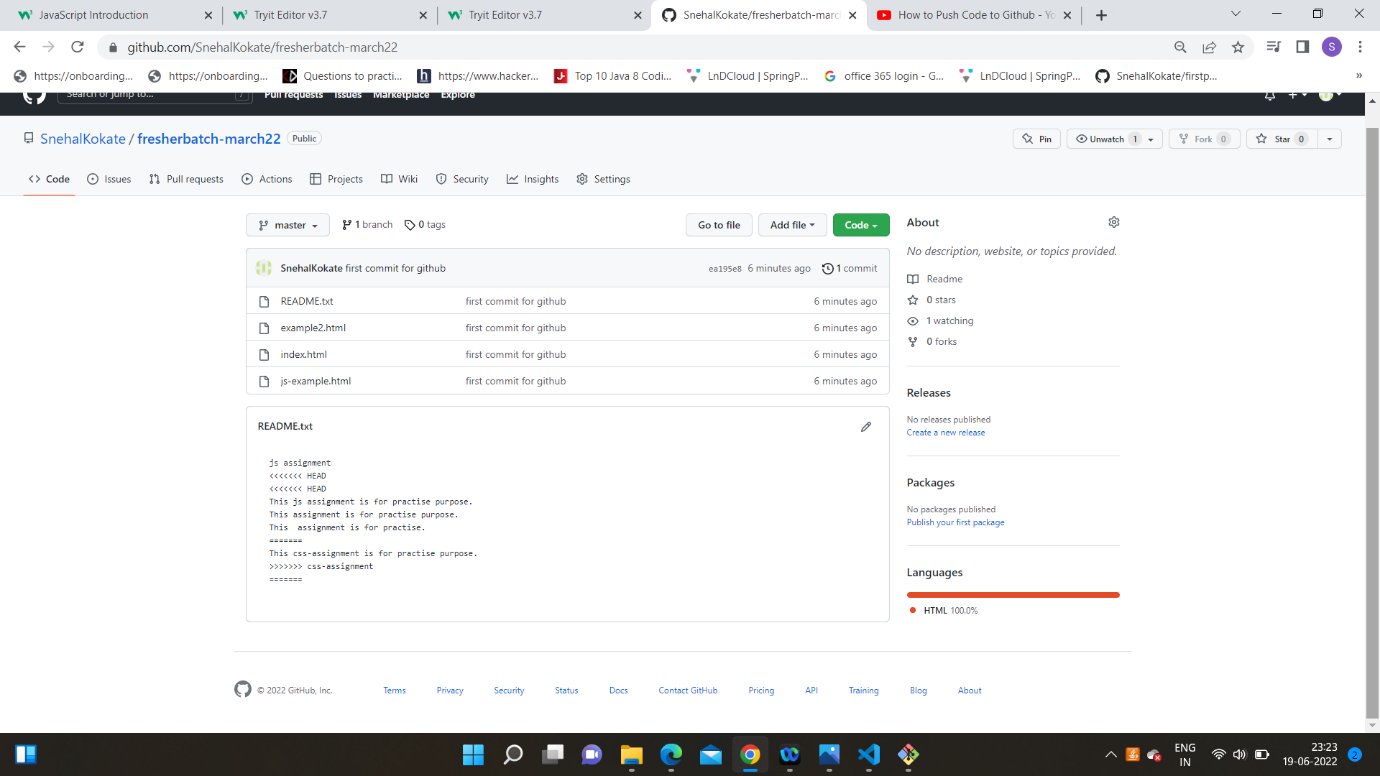 JavaScript Introduction
Tryit Editor v3.7
Tryit Editor v3.7
SnehalKokate/fresherbatch-marc
How to Push Code to Github - Yo
github.com/SnehalKokate/fresherbatch-march22
S
https://onboarding...
https://onboarding...
Questions to practi...
https://www.hacker...
Top 10 Java 8 Codi...
LnDCloud | SpringP...
office 365 login - G...
LnDCloud | SpringP...
SnehalKokate/firstp...
»
Search or jump to...
/
Pull requests
Issues
Marketplace
Explore
SnehalKokate / fresherbatch-march22
Public
Pin
Unwatch 1
Fork 0
Star 0
Code
Issues
Pull requests
Actions
Projects
Wiki
Security
Insights
Settings
master
1 branch
0 tags
Go to file
Add file
Code
SnehalKokate first commit for github
ea195e8 6 minutes ago
1 commit
README.txt first commit for github 6 minutes ago
example2.html first commit for github 6 minutes ago
index.html first commit for github 6 minutes ago
js-example.html first commit for github 6 minutes ago
README.txt
js assignment
<<<<<<< HEAD
<<<<<<< HEAD
This js assignment is for practise purpose.
This assignment is for practise purpose.
This  assignment is for practise.
=======
This css-assignment is for practise purpose.
>>>>>>> css-assignment
=======
About
No description, website, or topics provided.
Readme
0 stars
1 watching
0 forks
Releases
No releases published
Create a new release
Packages
No packages published
Publish your first package
Languages
HTML 100.0%
© 2022 GitHub, Inc.
Terms
Privacy
Security
Status
Docs
Contact GitHub
Pricing
API
Training
Blog
About
ENG
IN
23:23
19-06-2022
2